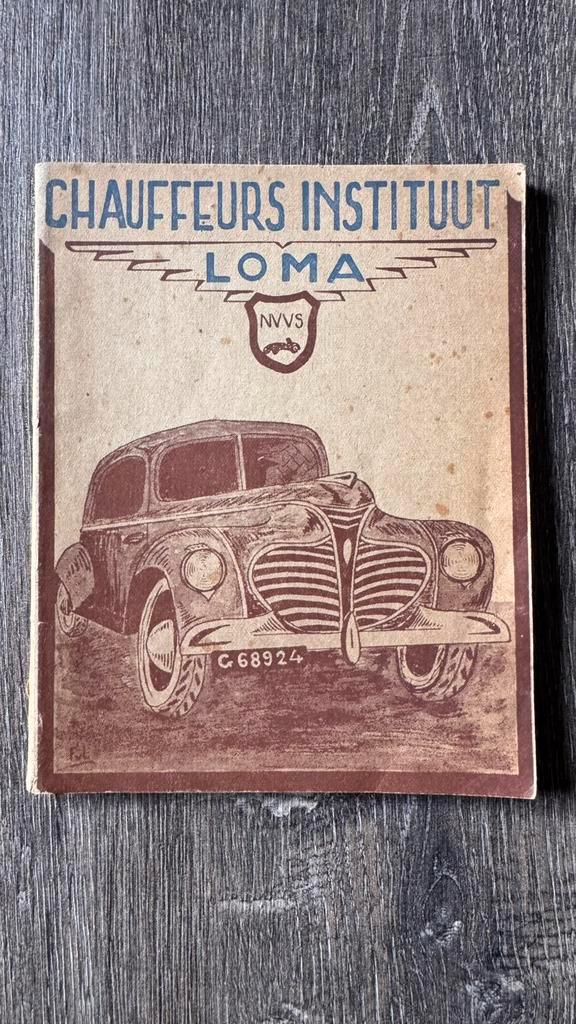 CHAUFFEURS INSTITUUT
LOMA
NVVS
G 68924